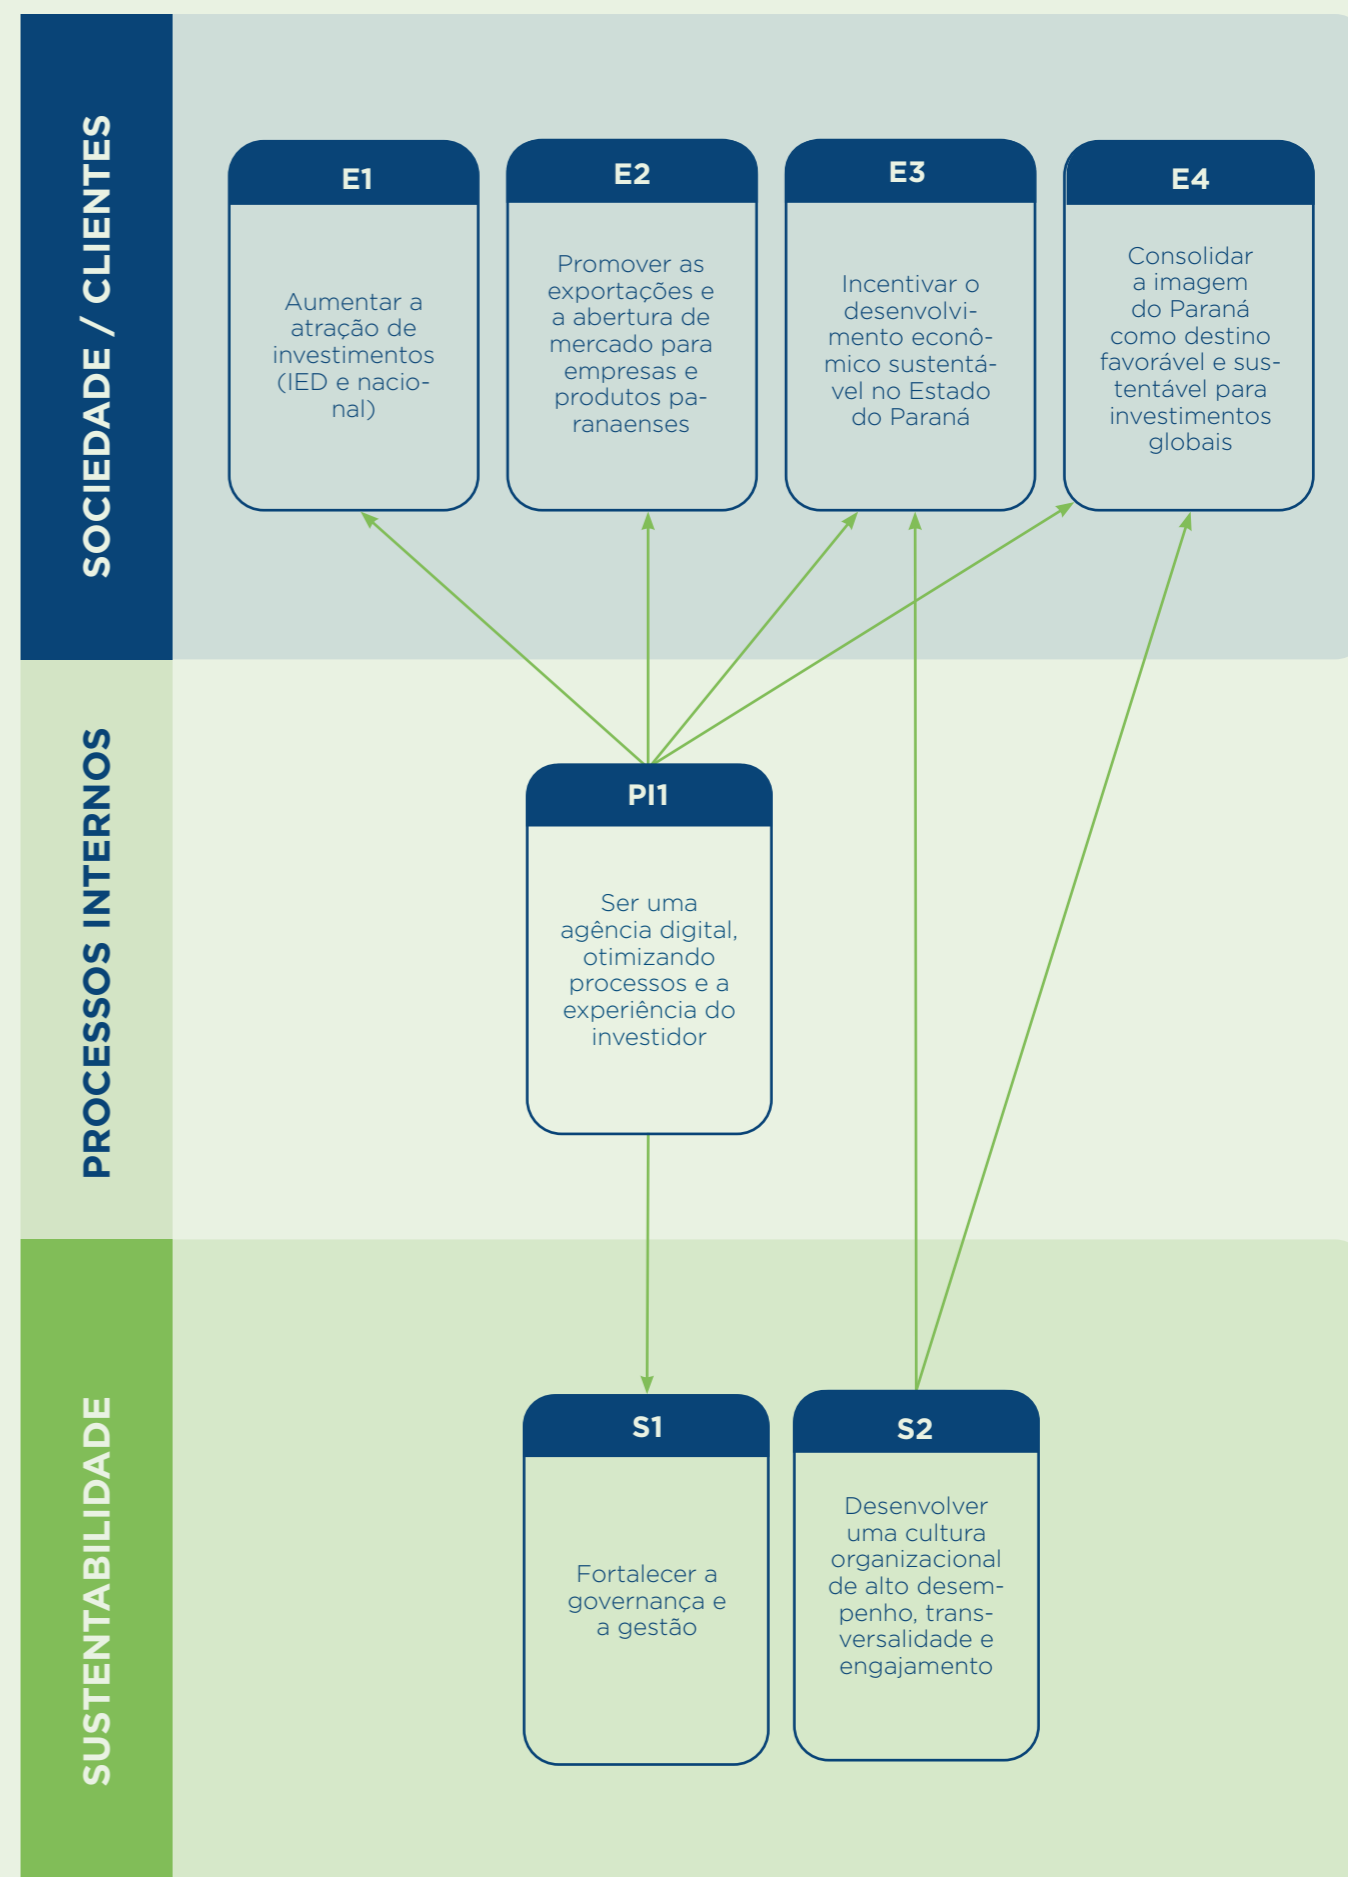 SOCIEDADE / CLIENTES
E1
Aumentar a
atração de
investimentos
(IED e nacio-
nal)
E2
Promover as
exportações e
a abertura de
mercado para
empresas e
produtos pa-
ranaenses
E3
Incentivar o
desenvolvi-
mento econô-
mico sustentá-
vel no Estado
do Paraná
E4
Consolidar
a imagem
do Paraná
como destino
favorável e sus-
tentável para
investimentos
globais
PROCESSOS INTERNOS
PI1
Ser uma
agência digital,
otimizando
processos e a
experiência do
investidor
SUSTENTABILIDADE
S1
Fortalecer a
governança e
a gestão
S2
Desenvolver
uma cultura
organizacional
de alto desem-
penho, trans-
versalidade e
engajamento